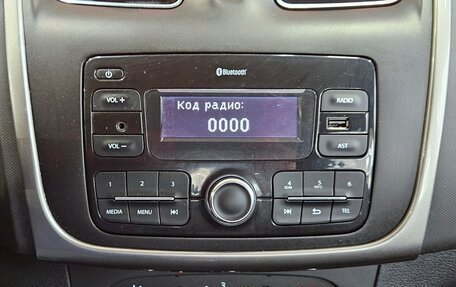 Bluetooth
VOL +
Код радио:
0000
RADIO
VOL –
AST
1 2 3 4 5 6
MEDIA MENU TEL